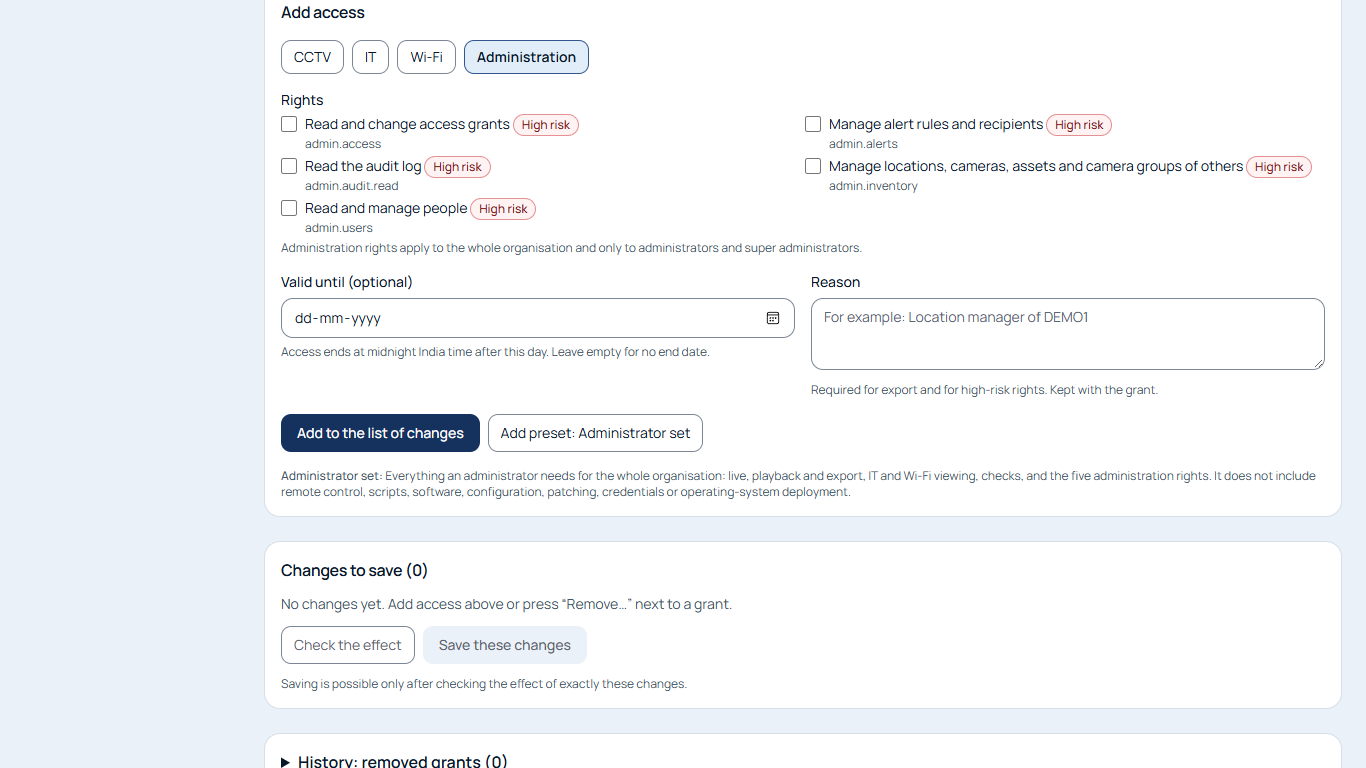 Add access
CCTV
IT
Wi-Fi
Administration
Rights
Read and change access grants High risk
admin.access
Manage alert rules and recipients High risk
admin.alerts
Read the audit log High risk
admin.audit.read
Manage locations, cameras, assets and camera groups of others High risk
admin.inventory
Read and manage people High risk
admin.users
Administration rights apply to the whole organisation and only to administrators and super administrators.
Valid until (optional)
dd-mm-yyyy
Access ends at midnight India time after this day. Leave empty for no end date.
Reason
For example: Location manager of DEMO1
Required for export and for high-risk rights. Kept with the grant.
Add to the list of changes
Add preset: Administrator set
Administrator set: Everything an administrator needs for the whole organisation: live, playback and export, IT and Wi-Fi viewing, checks, and the five administration rights. It does not include
remote control, scripts, software, configuration, patching, credentials or operating-system deployment.
Changes to save (0)
No changes yet. Add access above or press “Remove…” next to a grant.
Check the effect
Save these changes
Saving is possible only after checking the effect of exactly these changes.
History: removed grants (0)